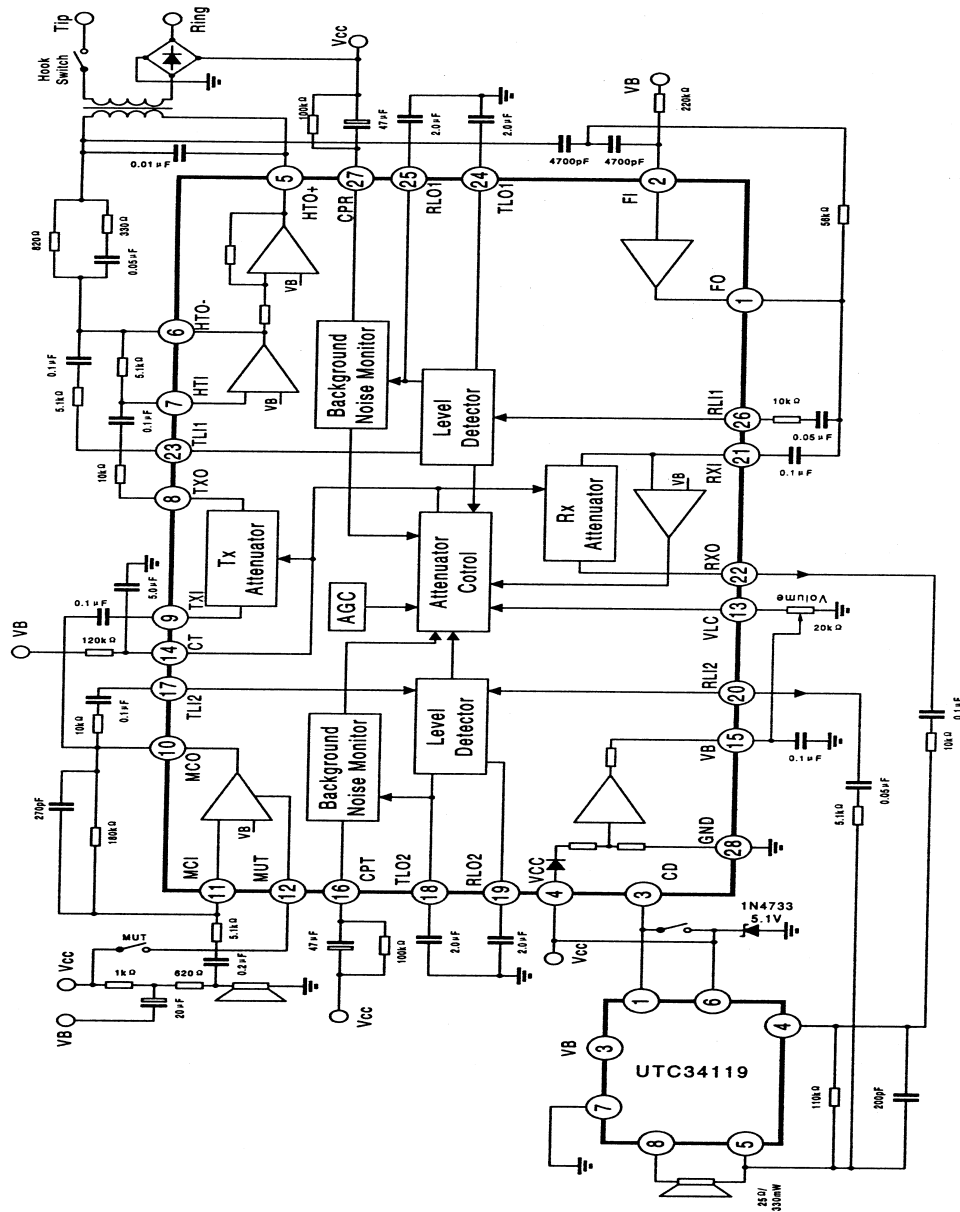 Tip
Ring
Hook
Switch
Vcc
100kΩ
47µF
2.0µF
2.0µF
VB
220kΩ
4700pF
4700pF
0.01µF
820Ω
330Ω
0.05µF
5
27
25
24
2
HTO+
CPR
RLO1
TLO1
FI
56kΩ
VB
FO
1
6
HTO-
0.1µF
5.1kΩ
5.1kΩ
7
HTI
VB
0.1µF
10kΩ
23
TLI1
8
TXO
Background
Noise Monitor
Level
Detector
RLI1
26
10kΩ
0.05µF
21
RXI
0.1µF
VB
Rx
Attenuator
RXO
22
Tx
Attenuator
5.0µF
0.1µF
VB
120kΩ
9
TXI
14
CT
AGC
Attenuator
Cotrol
13
VLC
Volume
20kΩ
17
TLI2
0.1µF
10kΩ
10
MCO
270pF
180kΩ
VB
Background
Noise Monitor
Level
Detector
RLI2
20
VB
15
0.1µF
0.1µF
10kΩ
0.05µF
5.1kΩ
GND
28
MCI
11
MUT
12
CPT
16
TLO2
18
RLO2
19
VCC
4
CD
3
5.1kΩ
MUT
0.2µF
Vcc
1kΩ
620Ω
20µF
VB
47µF
100kΩ
Vcc
2.0µF
2.0µF
Vcc
1N4733
5.1V
1
6
VB
3
4
UTC34119
7
8
5
110kΩ
200pF
25Ω/
330mW